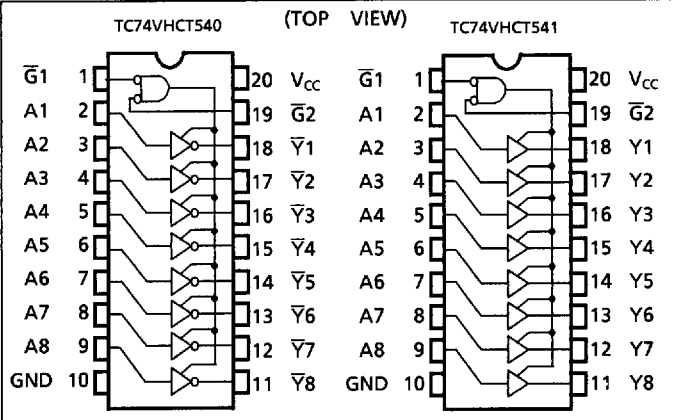 TC74VHCT540 (TOP VIEW) TC74VHCT541
G̅1 1 20 V_CC G̅1 1 20 V_CC
A1 2 19 G̅2 A1 2 19 G̅2
A2 3 18 Y̅1 A2 3 18 Y1
A3 4 17 Y̅2 A3 4 17 Y2
A4 5 16 Y̅3 A4 5 16 Y3
A5 6 15 Y̅4 A5 6 15 Y4
A6 7 14 Y̅5 A6 7 14 Y5
A7 8 13 Y̅6 A7 8 13 Y6
A8 9 12 Y̅7 A8 9 12 Y7
GND 10 11 Y̅8 GND 10 11 Y8